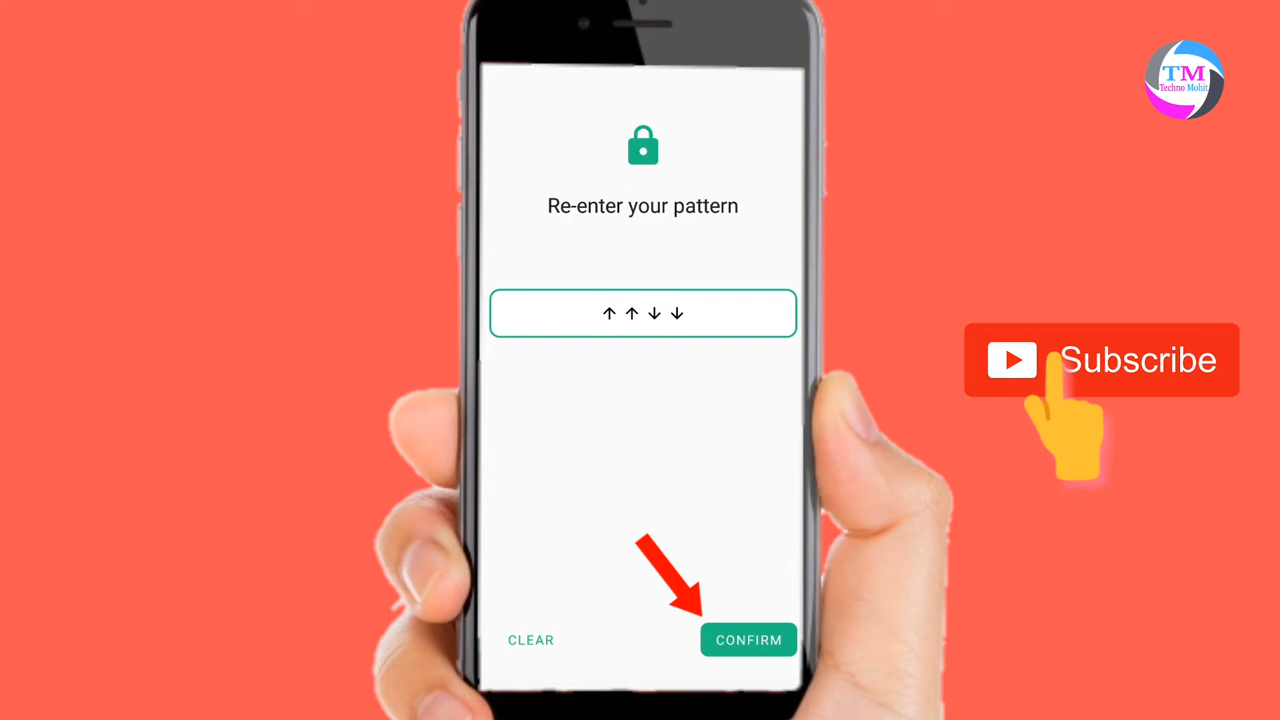 TM
Techno Mohit
Re-enter your pattern
↑ ↑ ↓ ↓
Subscribe
CLEAR
CONFIRM